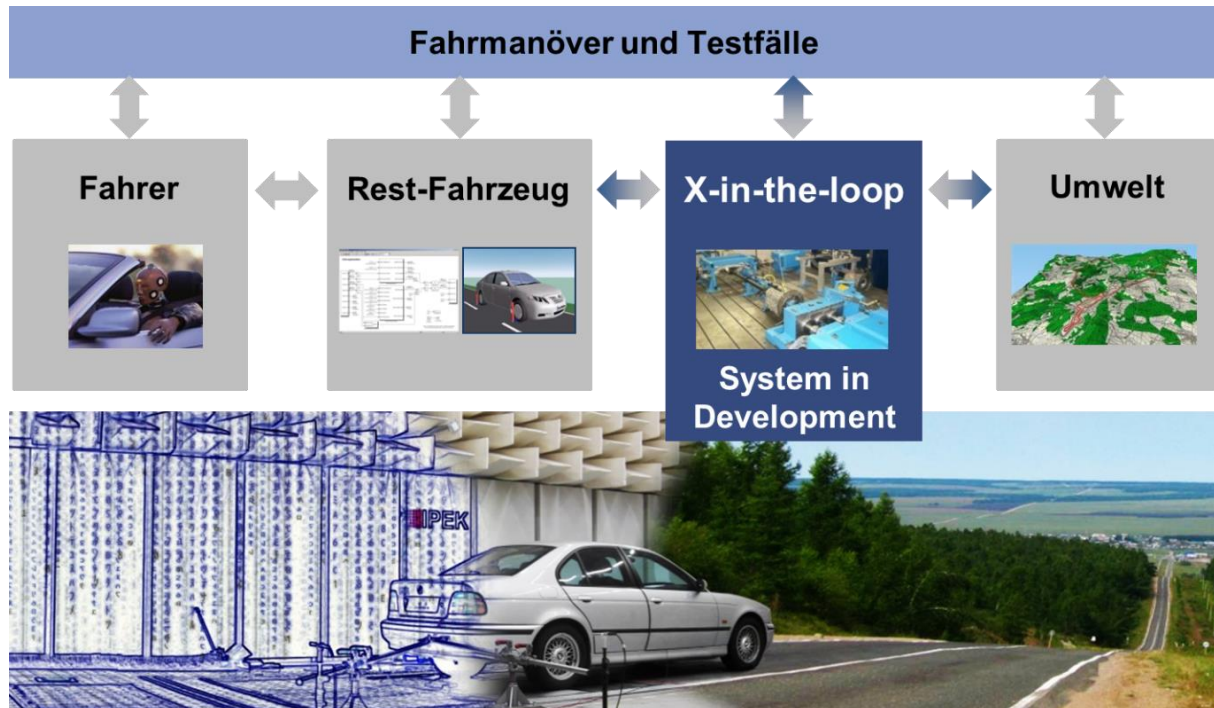 Fahrmanöver und Testfälle
Fahrer
Rest-Fahrzeug
X-in-the-loop
Umwelt
System in
Development
IPEK